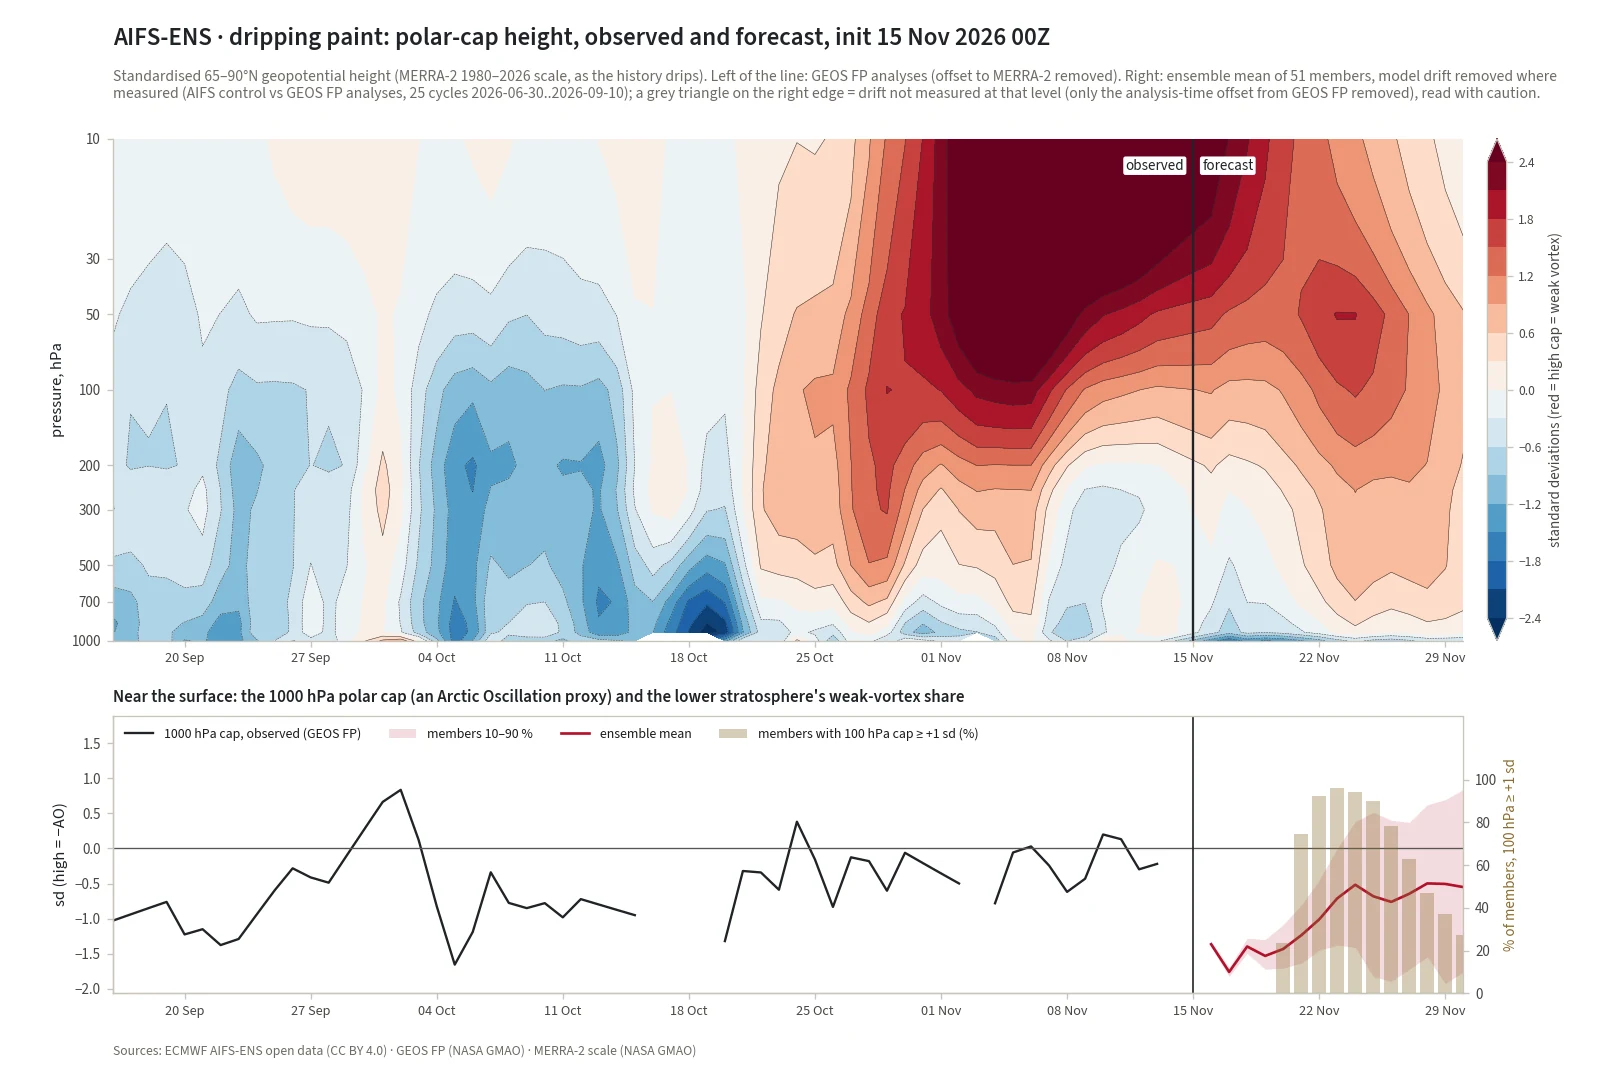 AIFS-ENS · dripping paint: polar-cap height, observed and forecast, init 15 Nov 2026 00Z
Standardised 65–90°N geopotential height (MERRA-2 1980–2026 scale, as the history drips). Left of the line: GEOS FP analyses (offset to MERRA-2 removed). Right: ensemble mean of 51 members, model drift removed where
measured (AIFS control vs GEOS FP analyses, 25 cycles 2026-06-30..2026-09-10); a grey triangle on the right edge = drift not measured at that level (only the analysis-time offset from GEOS FP removed), read with caution.
pressure, hPa
10
30
50
100
200
300
500
700
1000
observed
forecast
20 Sep
27 Sep
04 Oct
11 Oct
18 Oct
25 Oct
01 Nov
08 Nov
15 Nov
22 Nov
29 Nov
2.4
1.8
1.2
0.6
0.0
−0.6
−1.2
−1.8
−2.4
standard deviations (red = high cap = weak vortex)
Near the surface: the 1000 hPa polar cap (an Arctic Oscillation proxy) and the lower stratosphere's weak-vortex share
1000 hPa cap, observed (GEOS FP)
members 10–90 %
ensemble mean
members with 100 hPa cap ≥ +1 sd (%)
sd (high = −AO)
1.5
1.0
0.5
0.0
−0.5
−1.0
−1.5
−2.0
100
80
60
40
20
0
% of members, 100 hPa ≥ +1 sd
20 Sep
27 Sep
04 Oct
11 Oct
18 Oct
25 Oct
01 Nov
08 Nov
15 Nov
22 Nov
29 Nov
Sources: ECMWF AIFS-ENS open data (CC BY 4.0) · GEOS FP (NASA GMAO) · MERRA-2 scale (NASA GMAO)